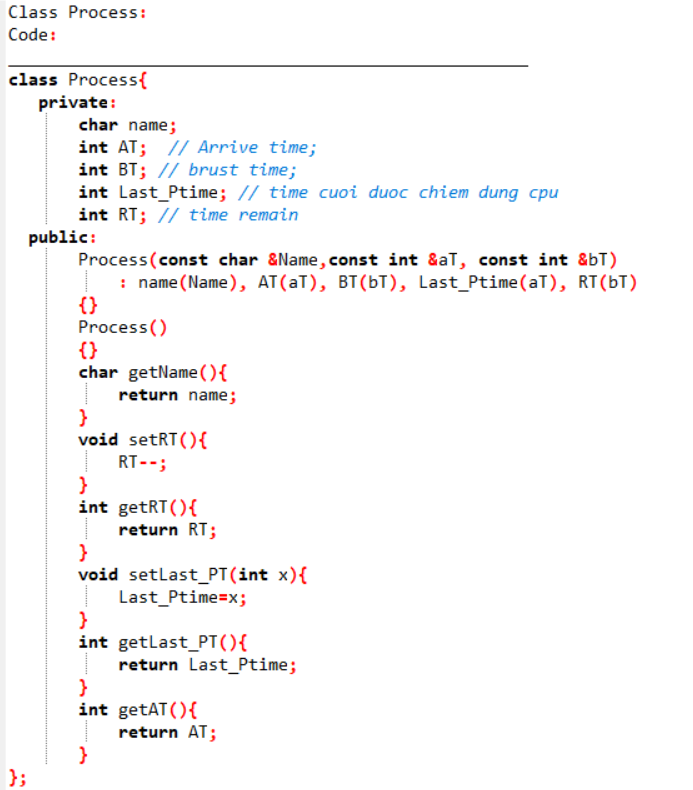 Class Process:
Code:
class Process{
private:
char name;
int AT; // Arrive time;
int BT; // brust time;
int Last_Ptime; // time cuoi duoc chiem dung cpu
int RT; // time remain
public:
Process(const char &Name,const int &aT, const int &bT)
: name(Name), AT(aT), BT(bT), Last_Ptime(aT), RT(bT)
{}
Process()
{}
char getName(){
return name;
}
void setRT(){
RT--;
}
int getRT(){
return RT;
}
void setLast_PT(int x){
Last_Ptime=x;
}
int getLast_PT(){
return Last_Ptime;
}
int getAT(){
return AT;
}
};